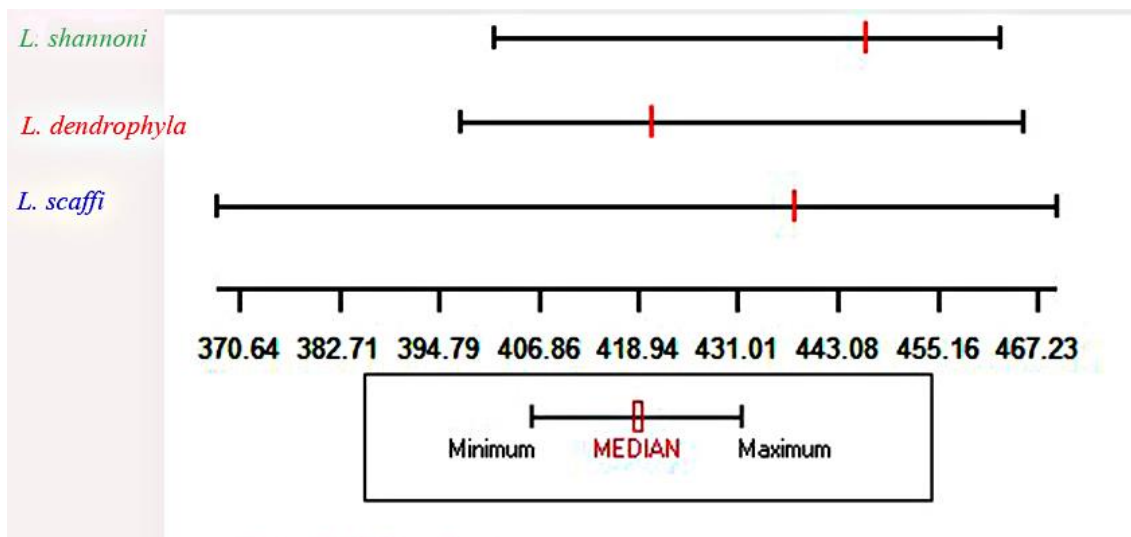 L. shannoni
L. dendrophyla
L. scaffi
370.64 382.71 394.79 406.86 418.94 431.01 443.08 455.16 467.23
Minimum MEDIAN Maximum